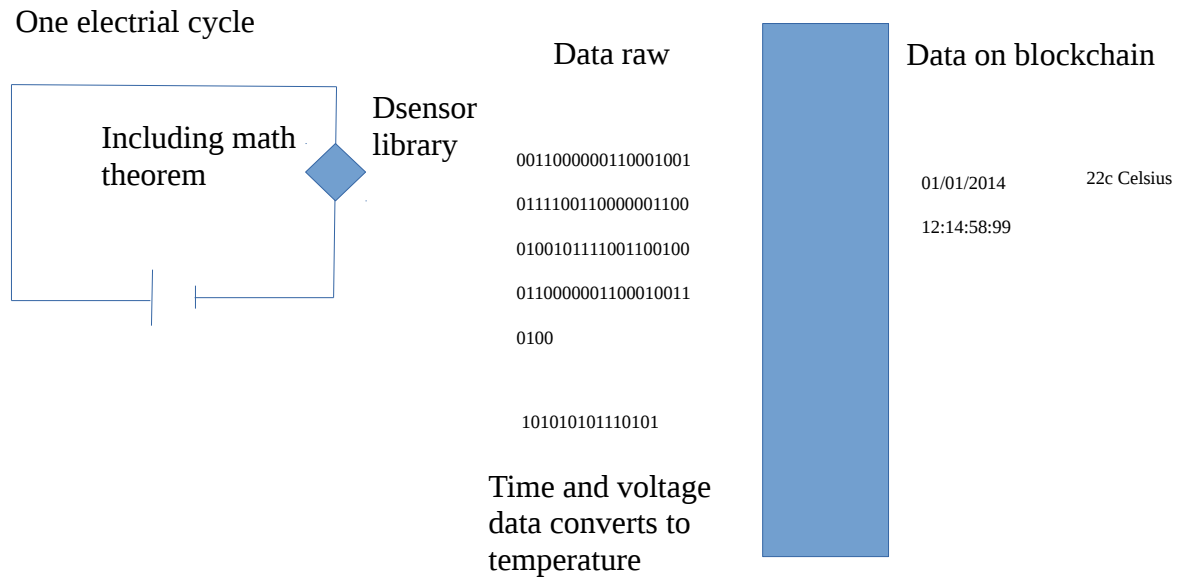 One electrial cycle
Including math
theorem
Dsensor
library
Data raw
0011000000110001001
0111100110000001100
0100101111001100100
0110000001100010011
0100
101010101110101
Time and voltage
data converts to
temperature
Data on blockchain
01/01/2014
22c Celsius
12:14:58:99